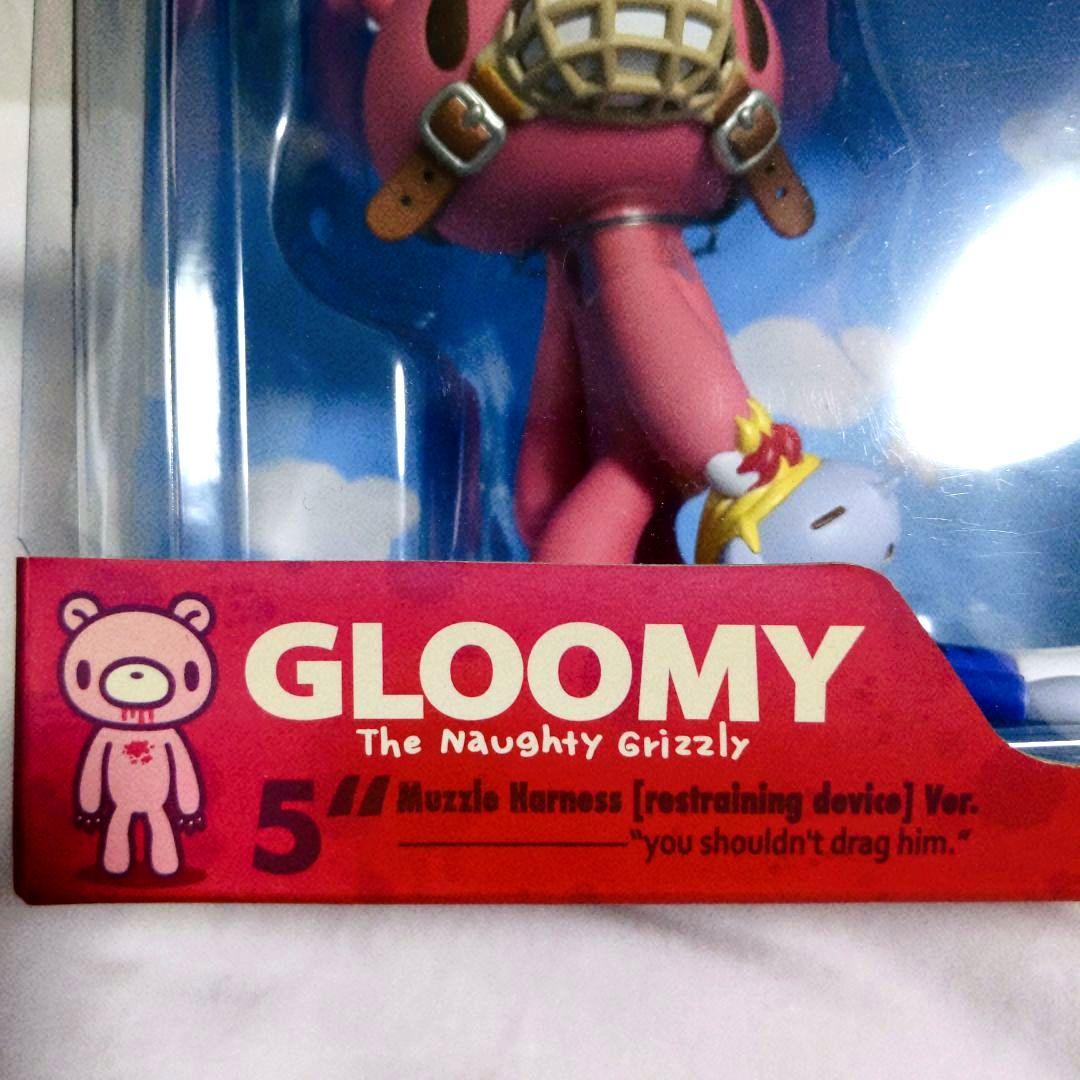 GLOOMY
The Naughty Grizzly
5" Muzzle Harness [restraining device] Ver.
"you shouldn't drag him."